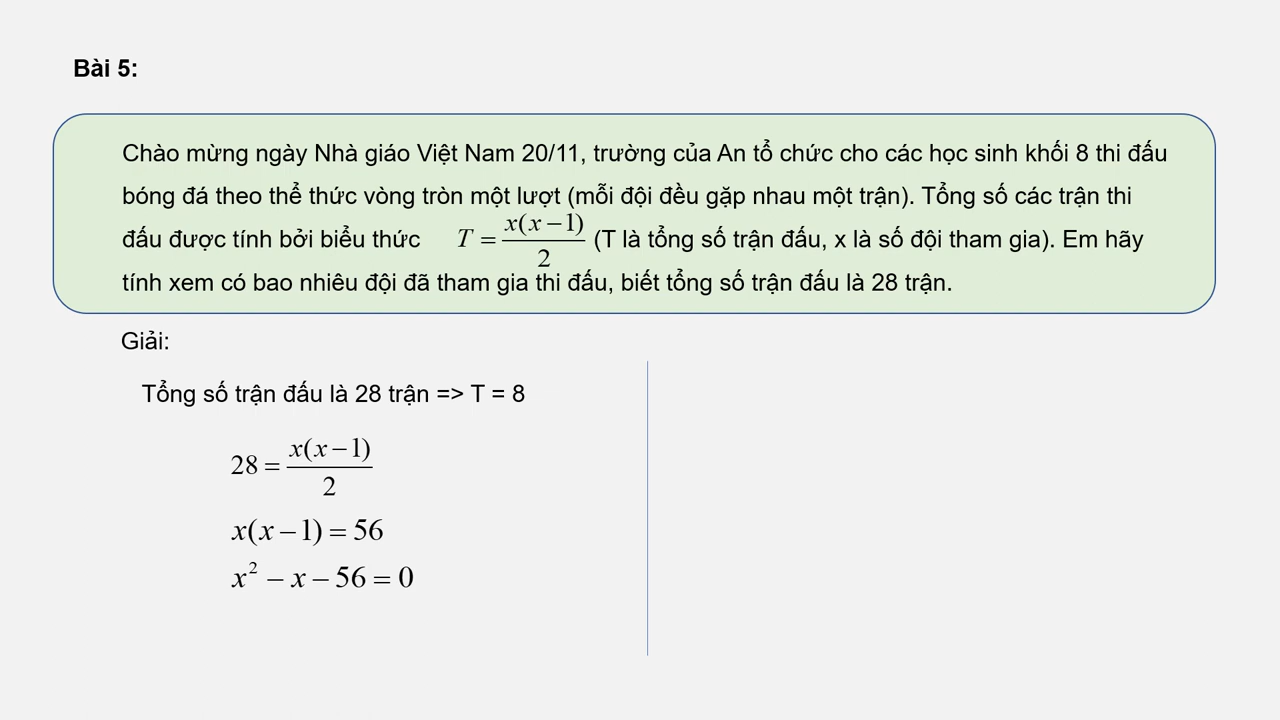 Bài 5:
Chào mừng ngày Nhà giáo Việt Nam 20/11, trường của An tổ chức cho các học sinh khối 8 thi đấu
bóng đá theo thể thức vòng tròn một lượt (mỗi đội đều gặp nhau một trận). Tổng số các trận thi
đấu được tính bởi biểu thức T = x(x−1)/2 (T là tổng số trận đấu, x là số đội tham gia). Em hãy
tính xem có bao nhiêu đội đã tham gia thi đấu, biết tổng số trận đấu là 28 trận.
Giải:
Tổng số trận đấu là 28 trận => T = 8
28 = x(x−1)/2
x(x−1) = 56
x² − x − 56 = 0